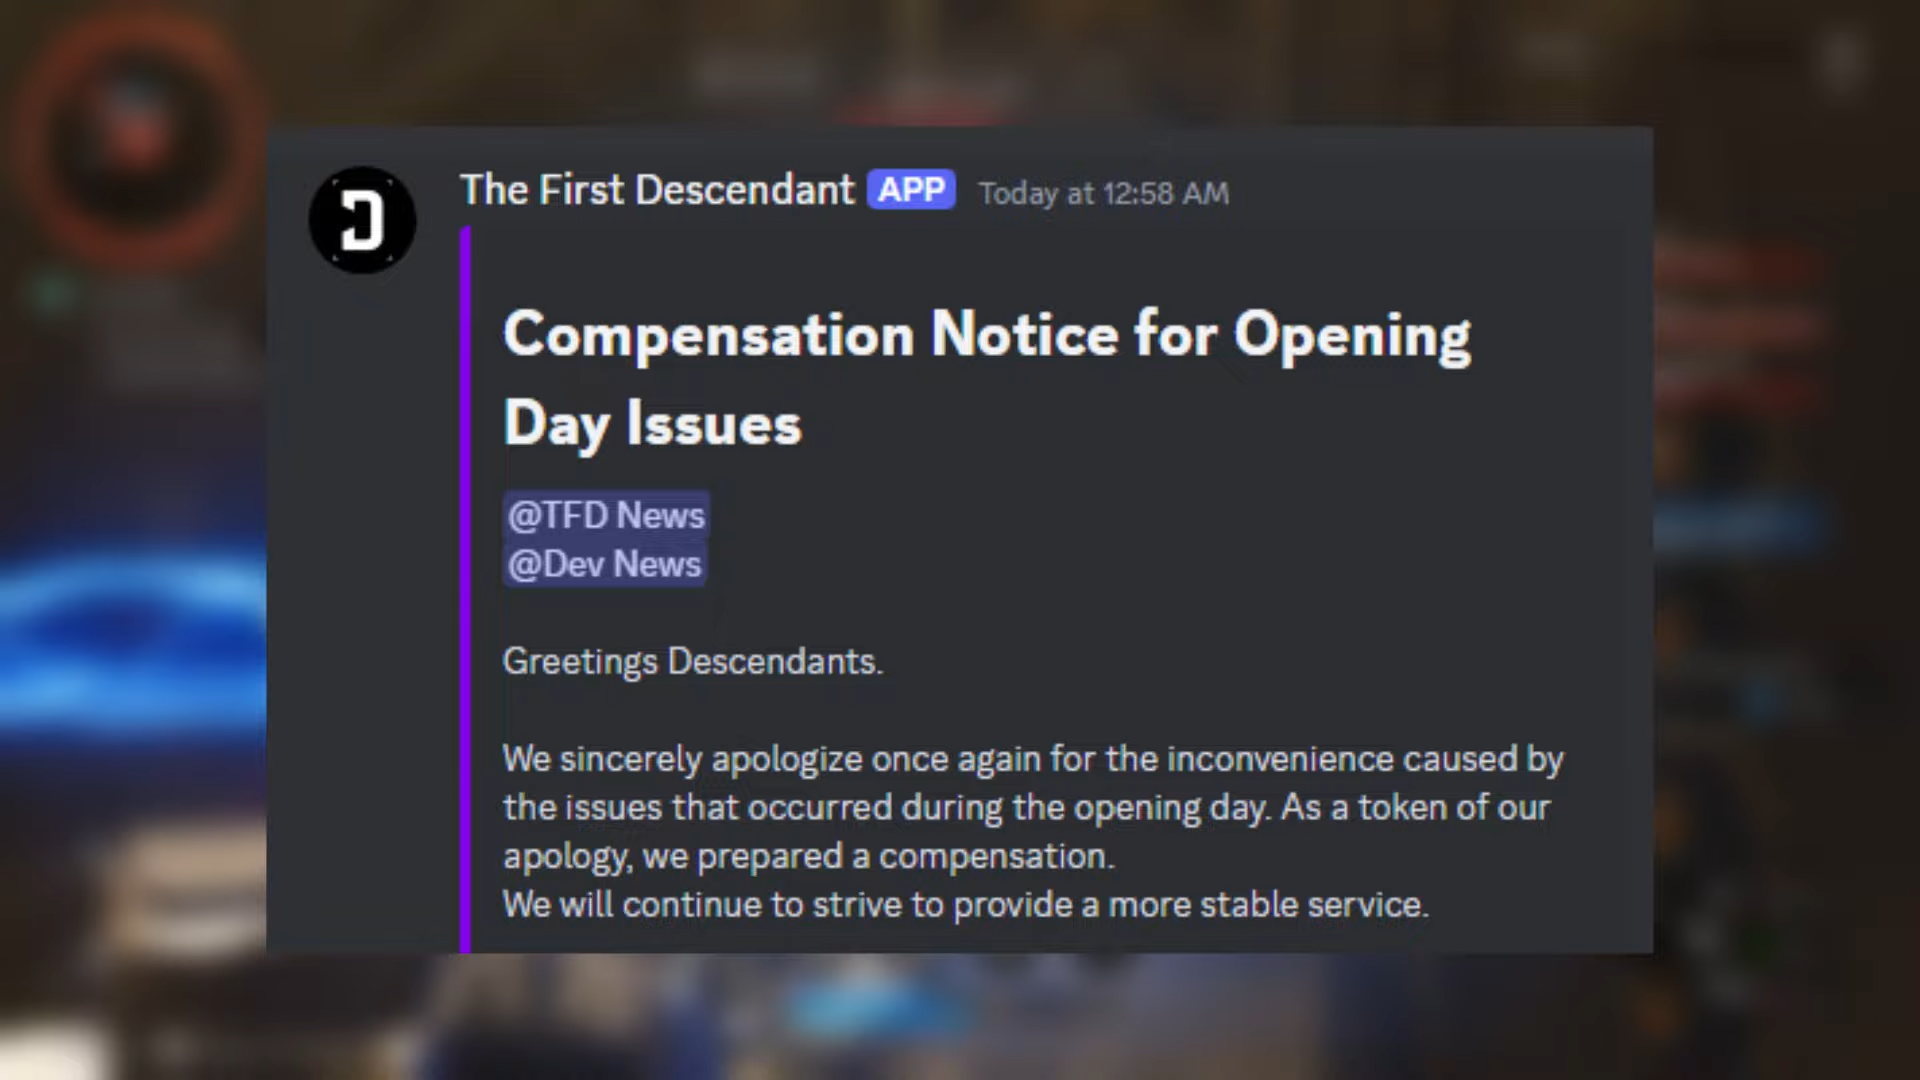 The First Descendant APP Today at 12:58 AM
Compensation Notice for Opening
Day Issues
@TFD News
@Dev News
Greetings Descendants.
We sincerely apologize once again for the inconvenience caused by
the issues that occurred during the opening day. As a token of our
apology, we prepared a compensation.
We will continue to strive to provide a more stable service.